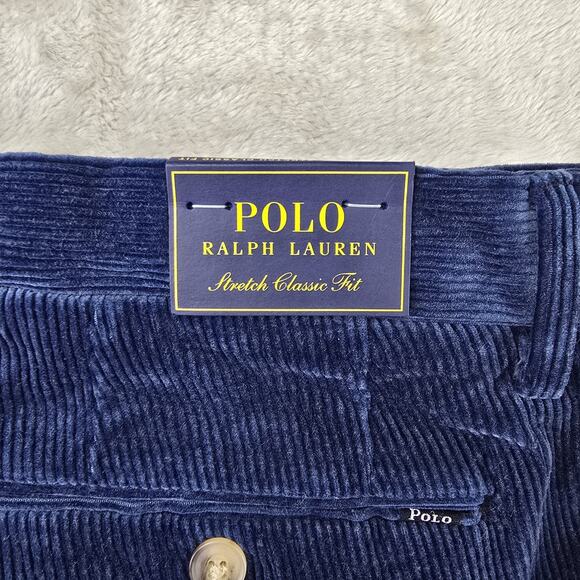 POLO
RALPH LAUREN
Stretch Classic Fit
POLO